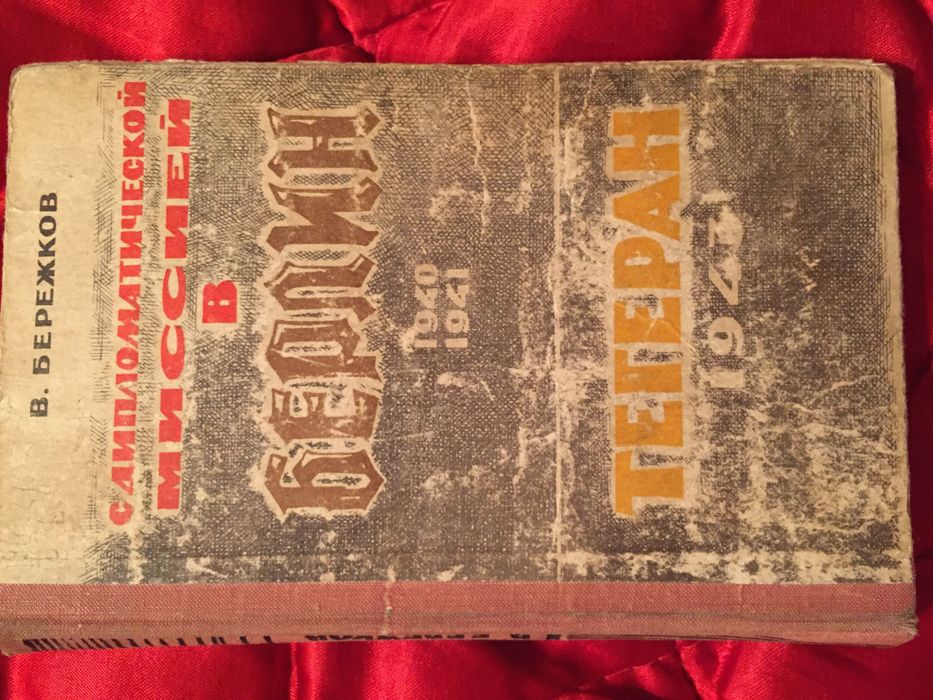 В. БЕРЕЖКОВ
С ДИПЛОМАТИЧЕСКОЙ
МИССИЕЙ
В
БЕРЛИН
1940
1941
ТЕГЕРАН
1943